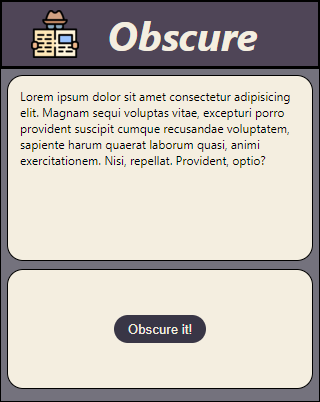 Obscure
Lorem ipsum dolor sit amet consectetur adipisicing
elit. Magnam sequi voluptas vitae, excepturi porro
provident suscipit cumque recusandae voluptatem,
sapiente harum quaerat laborum quasi, animi
exercitationem. Nisi, repellat. Provident, optio?
Obscure it!